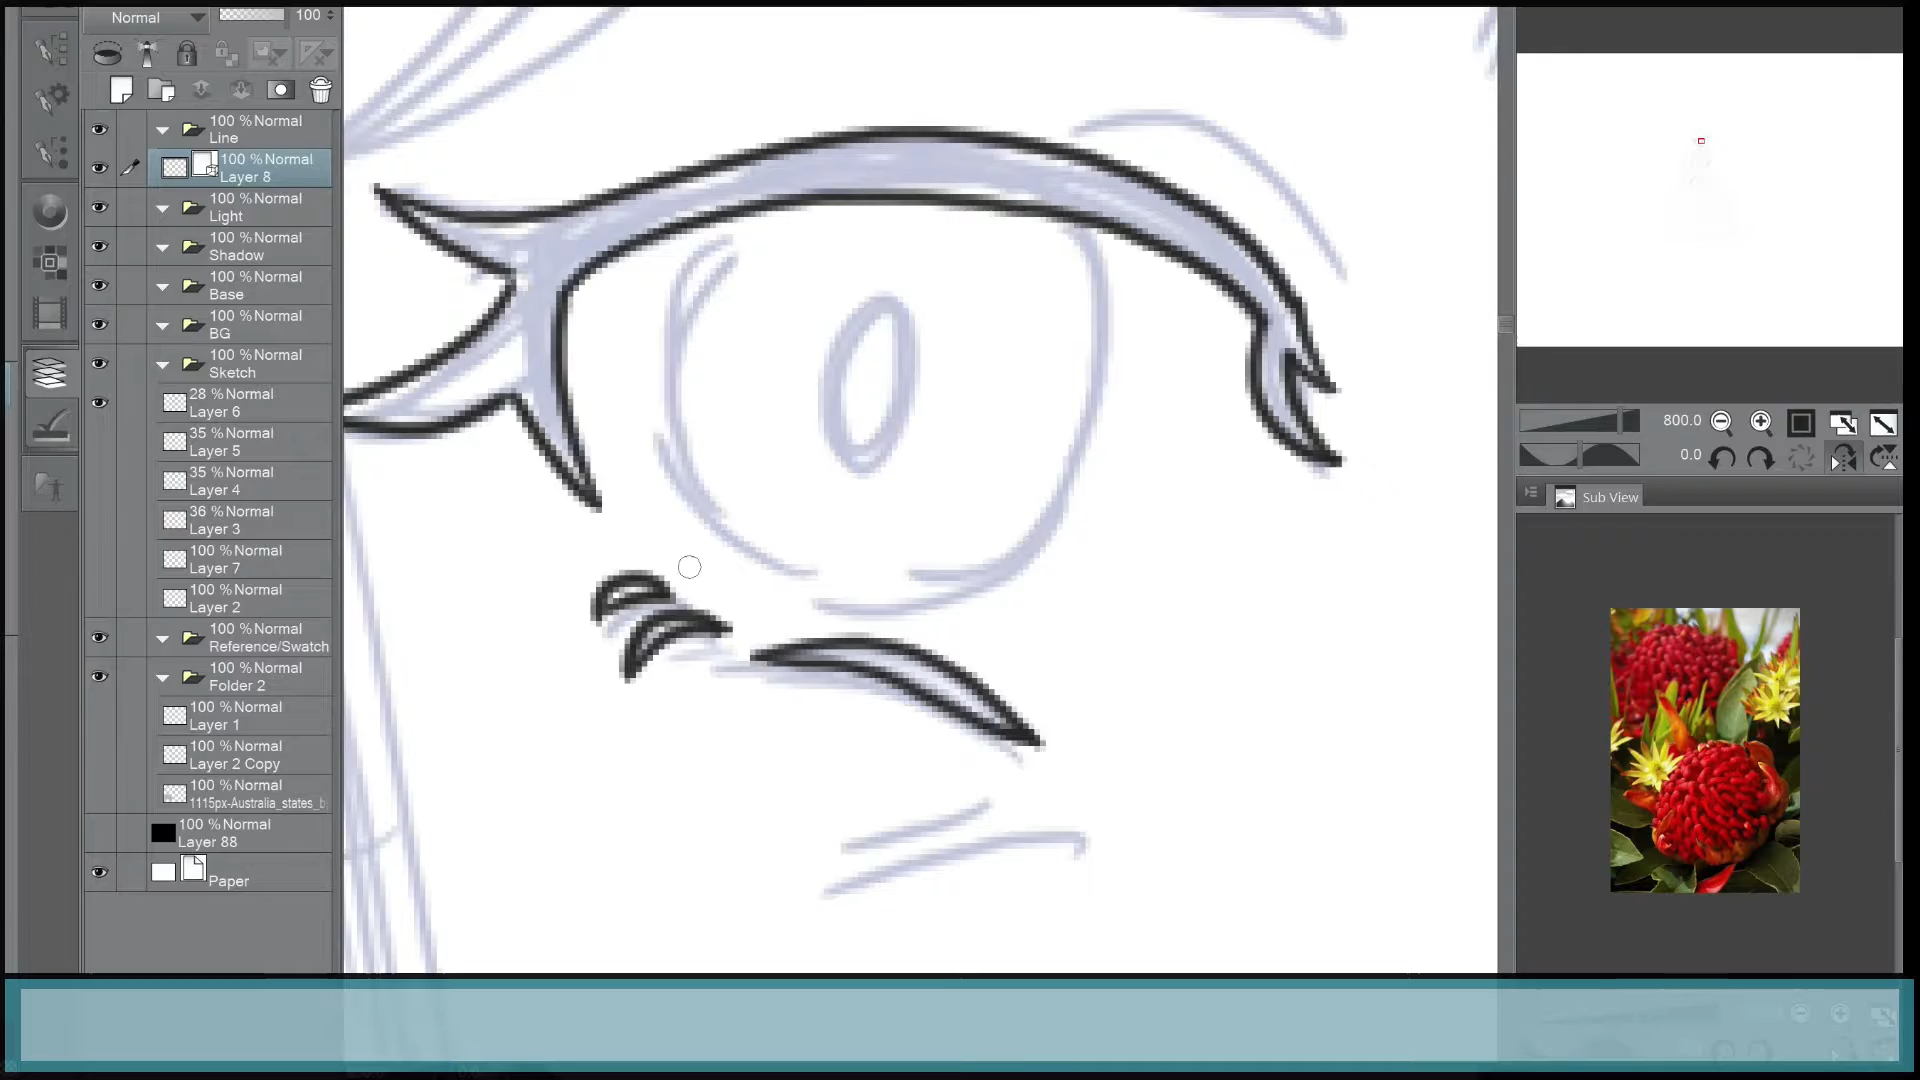 Normal 100
100 %Normal
Line
100 %Normal
Layer 8
100 %Normal
Light
100 %Normal
Shadow
100 %Normal
Base
100 %Normal
BG
100 %Normal
Sketch
28 %Normal
Layer 6
35 %Normal
Layer 5
35 %Normal
Layer 4
36 %Normal
Layer 3
100 %Normal
Layer 7
100 %Normal
Layer 2
100 %Normal
Reference/Swatch
100 %Normal
Folder 2
100 %Normal
Layer 1
100 %Normal
Layer 2 Copy
100 %Normal
1115px-Australia_states_b
100 %Normal
Layer 88
Paper
800.0
0.0
Sub View